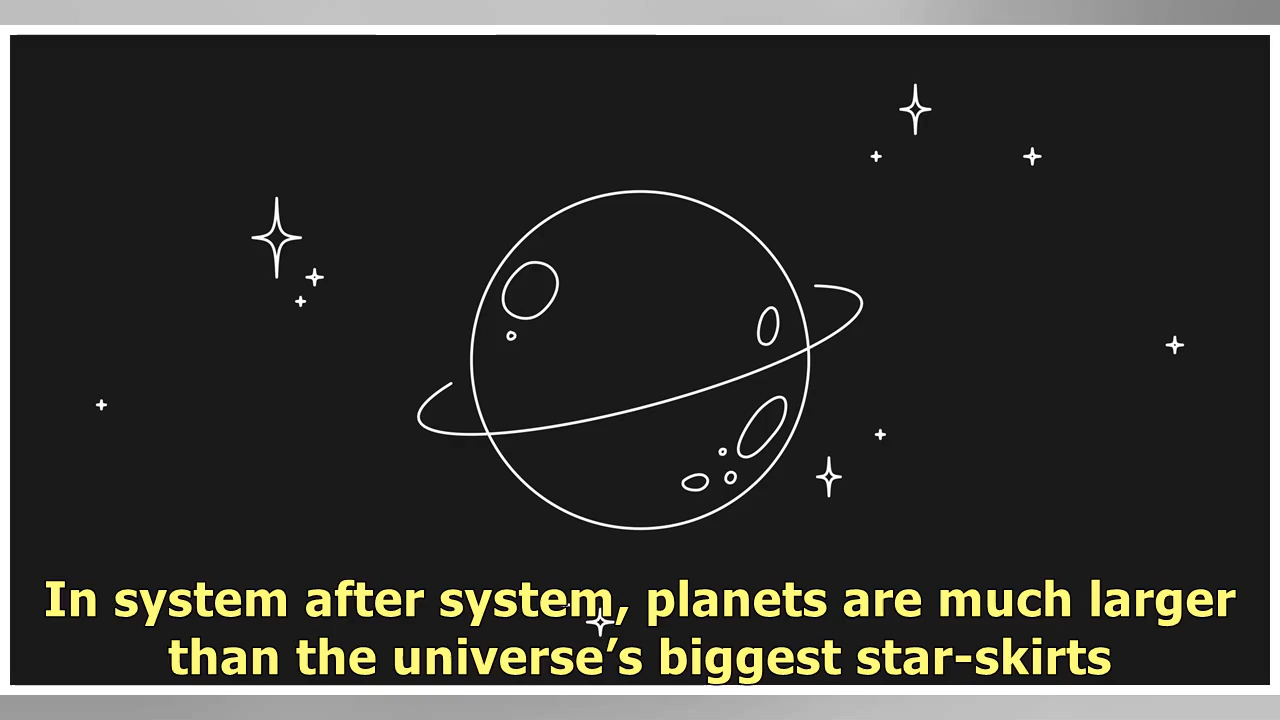 In system after system, planets are much larger
than the universe’s biggest star-skirts